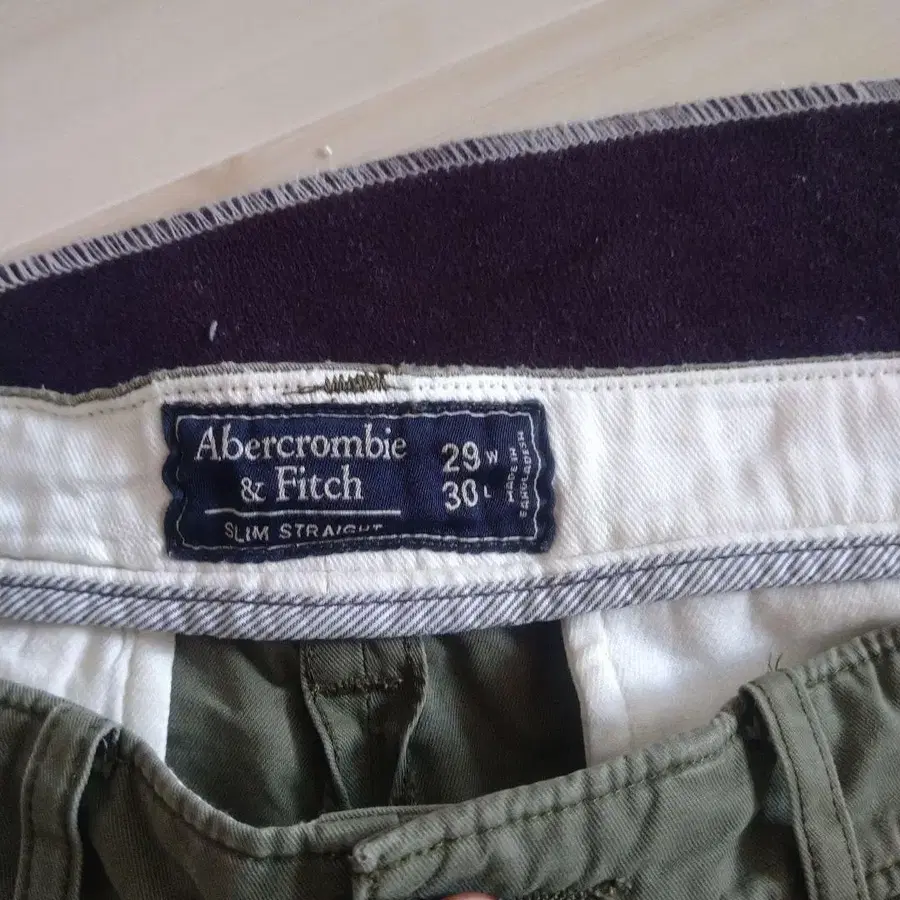 Abercrombie
& Fitch
SLIM STRAIGHT
29 W
30 L
MADE IN
BANGLADESH